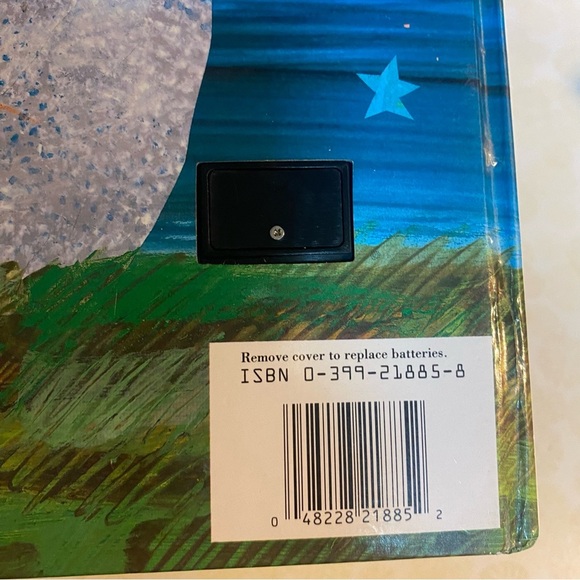 Remove cover to replace batteries.
ISBN 0-399-21885-8
0 48228 21885 2